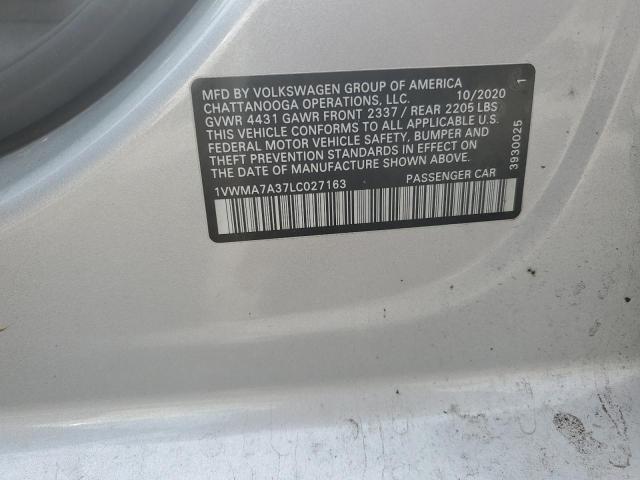 MFD BY VOLKSWAGEN GROUP OF AMERICA
CHATTANOOGA OPERATIONS, LLC. 10/2020
GVWR 4431 GAWR FRONT 2337 / REAR 2205 LBS
THIS VEHICLE CONFORMS TO ALL APPLICABLE U.S.
FEDERAL MOTOR VEHICLE SAFETY, BUMPER AND
THEFT PREVENTION STANDARDS IN EFFECT ON THE
DATE OF MANUFACTURE SHOWN ABOVE.
1VWMA7A37LC027163 PASSENGER CAR
3930025 1